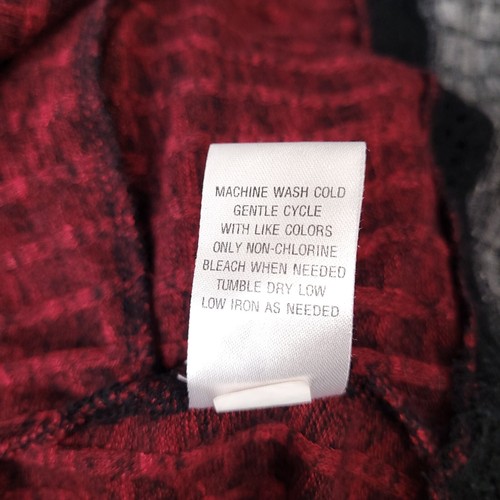 MACHINE WASH COLD
GENTLE CYCLE
WITH LIKE COLORS
ONLY NON-CHLORINE
BLEACH WHEN NEEDED
TUMBLE DRY LOW
LOW IRON AS NEEDED